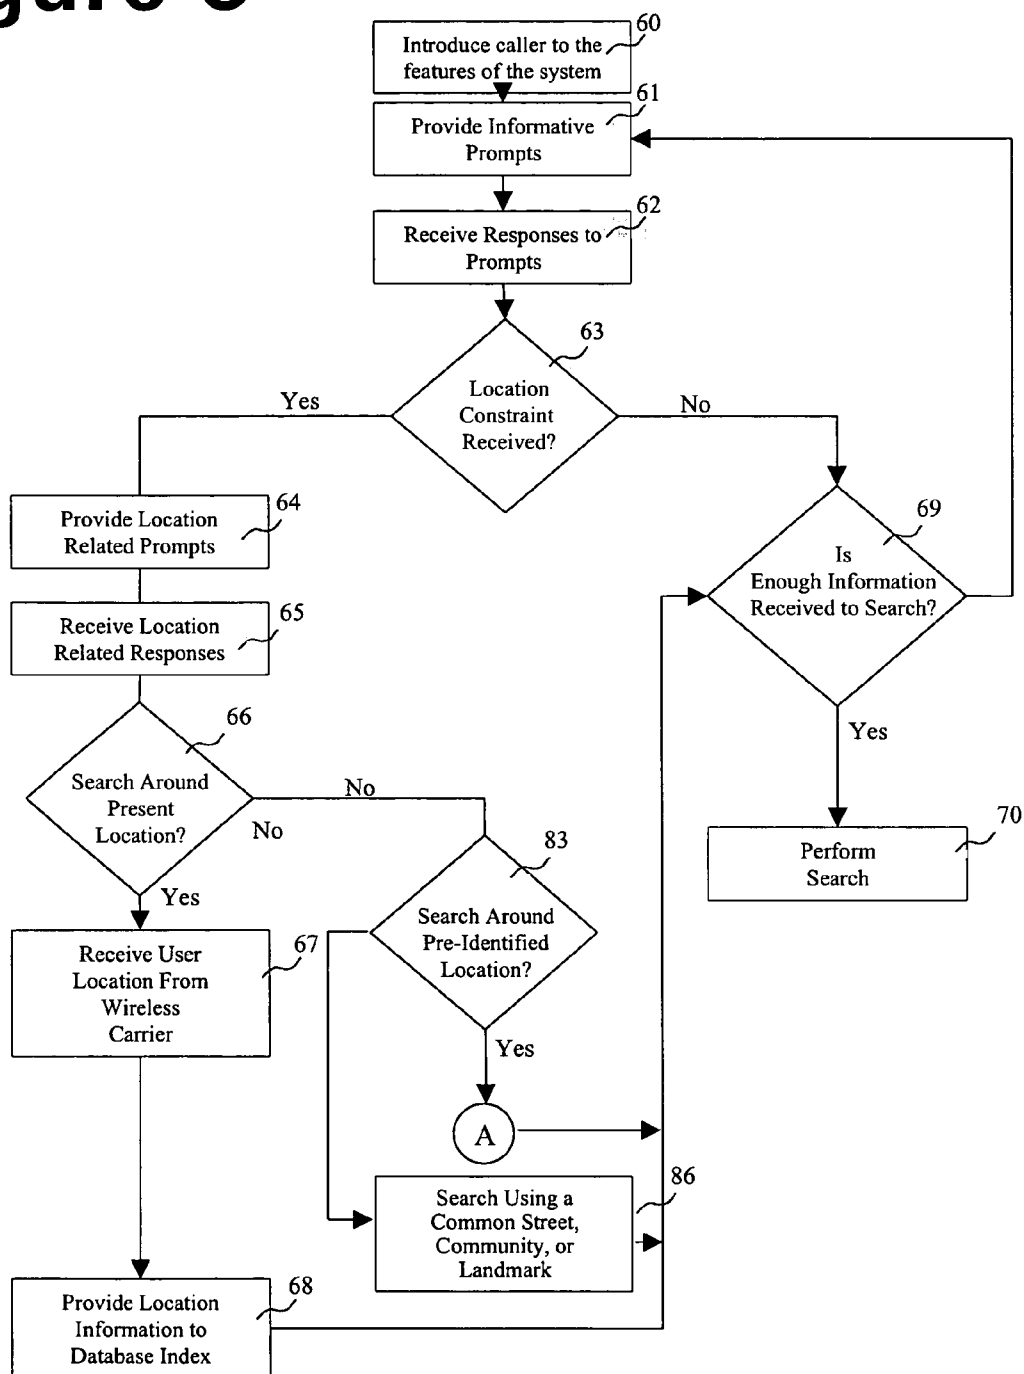 60
Introduce caller to the
features of the system
61
Provide Informative
Prompts
62
Receive Responses to
Prompts
63
Location
Constraint
Received?
Yes
No
64
Provide Location
Related Prompts
69
Is
Enough Information
Received to Search?
65
Receive Location
Related Responses
66
Search Around
Present
Location?
No
No
Yes
Yes
83
Search Around
Pre-Identified
Location?
70
Perform
Search
67
Receive User
Location From
Wireless
Carrier
Yes
A
86
Search Using a
Common Street,
Community, or
Landmark
68
Provide Location
Information to
Database Index